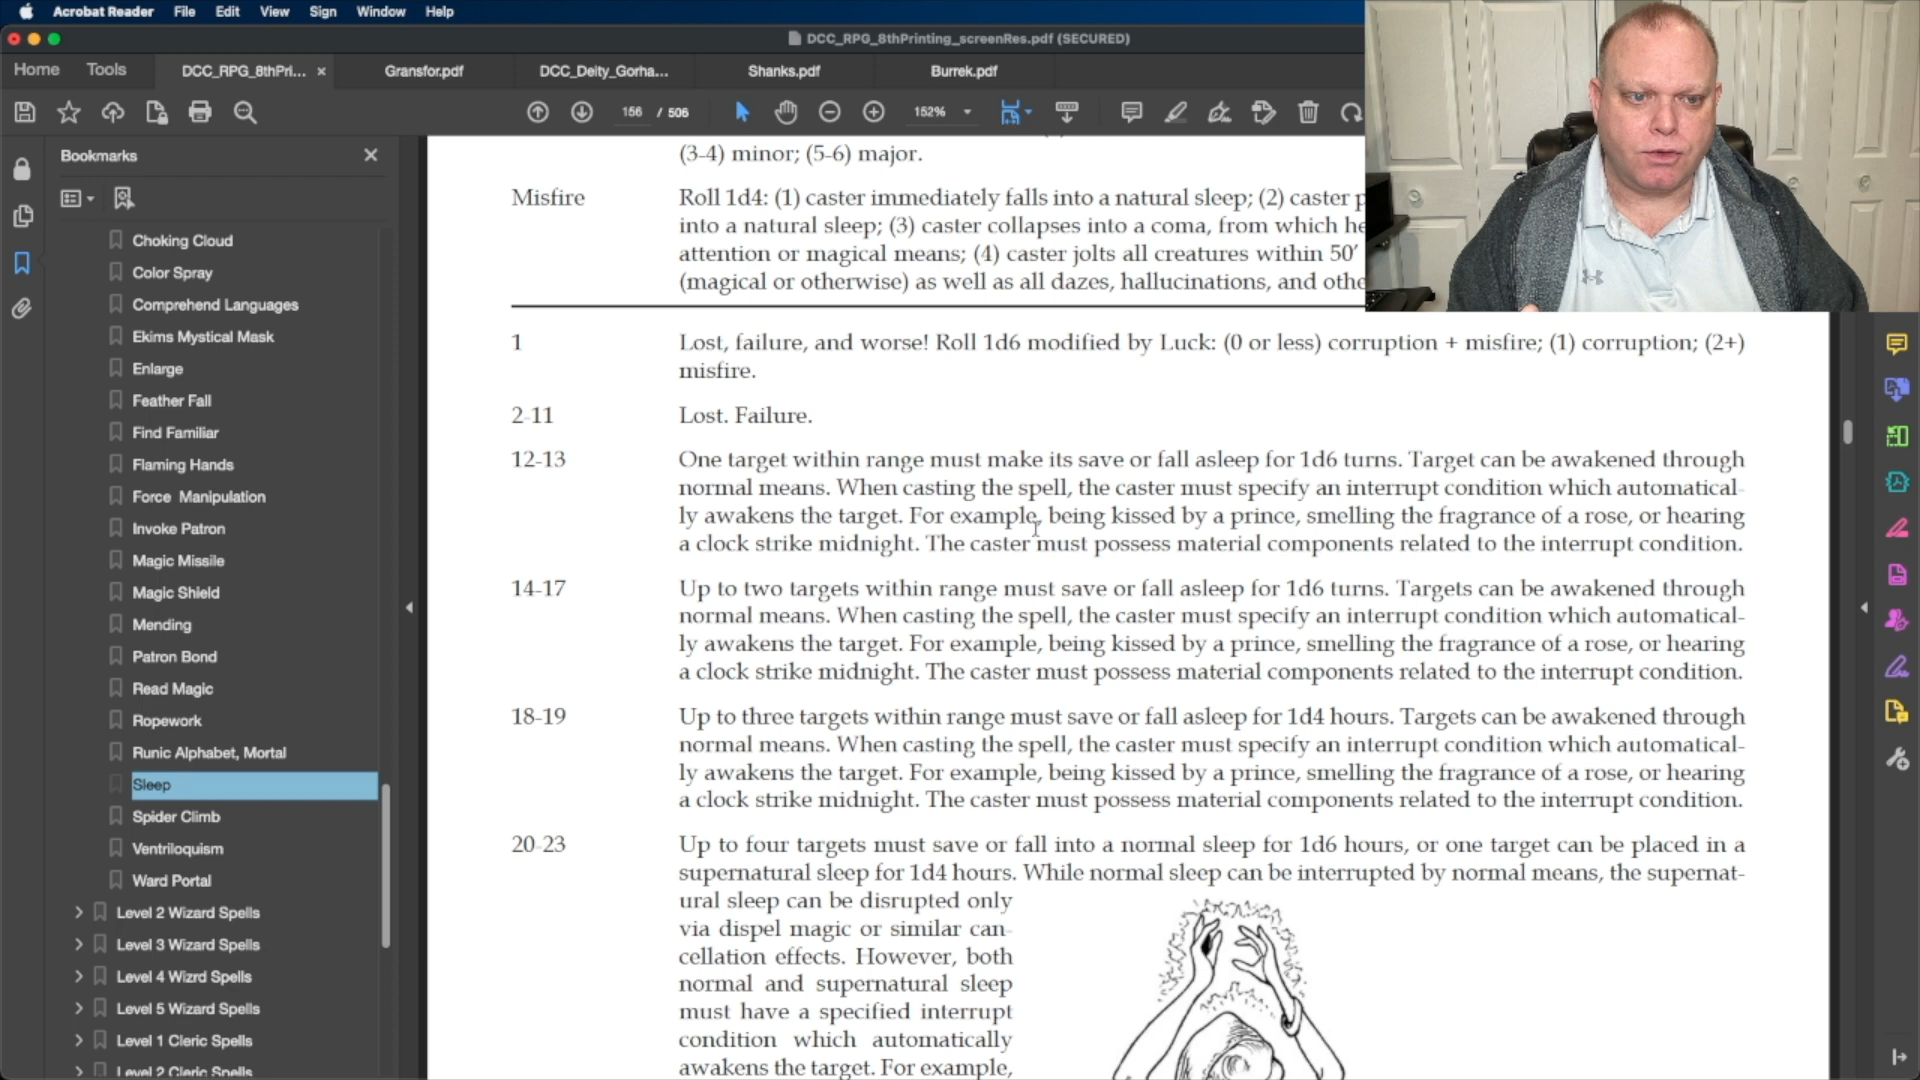 Acrobat Reader File Edit View Sign Window Help
DCC_RPG_8thPrinting_screenRes.pdf (SECURED)
Home Tools DCC_RPG_8thPri... × Gransfor.pdf DCC_Deity_Gorha... Shanks.pdf Burrek.pdf
156 / 506 152%
Bookmarks
Choking Cloud
Color Spray
Comprehend Languages
Ekims Mystical Mask
Enlarge
Feather Fall
Find Familiar
Flaming Hands
Force Manipulation
Invoke Patron
Magic Missile
Magic Shield
Mending
Patron Bond
Read Magic
Ropework
Runic Alphabet, Mortal
Sleep
Spider Climb
Ventriloquism
Ward Portal
Level 2 Wizard Spells
Level 3 Wizard Spells
Level 4 Wizrd Spells
Level 5 Wizard Spells
Level 1 Cleric Spells
Level 2 Cleric Spells
(3-4) minor; (5-6) major.
Misfire Roll 1d4: (1) caster immediately falls into a natural sleep; (2) caster p
into a natural sleep; (3) caster collapses into a coma, from which he
attention or magical means; (4) caster jolts all creatures within 50'
(magical or otherwise) as well as all dazes, hallucinations, and othe
1 Lost, failure, and worse! Roll 1d6 modified by Luck: (0 or less) corruption + misfire; (1) corruption; (2+)
misfire.
2-11 Lost. Failure.
12-13 One target within range must make its save or fall asleep for 1d6 turns. Target can be awakened through
normal means. When casting the spell, the caster must specify an interrupt condition which automatical-
ly awakens the target. For example, being kissed by a prince, smelling the fragrance of a rose, or hearing
a clock strike midnight. The caster must possess material components related to the interrupt condition.
14-17 Up to two targets within range must save or fall asleep for 1d6 turns. Targets can be awakened through
normal means. When casting the spell, the caster must specify an interrupt condition which automatical-
ly awakens the target. For example, being kissed by a prince, smelling the fragrance of a rose, or hearing
a clock strike midnight. The caster must possess material components related to the interrupt condition.
18-19 Up to three targets within range must save or fall asleep for 1d4 hours. Targets can be awakened through
normal means. When casting the spell, the caster must specify an interrupt condition which automatical-
ly awakens the target. For example, being kissed by a prince, smelling the fragrance of a rose, or hearing
a clock strike midnight. The caster must possess material components related to the interrupt condition.
20-23 Up to four targets must save or fall into a normal sleep for 1d6 hours, or one target can be placed in a
supernatural sleep for 1d4 hours. While normal sleep can be interrupted by normal means, the supernat-
ural sleep can be disrupted only
via dispel magic or similar can-
cellation effects. However, both
normal and supernatural sleep
must have a specified interrupt
condition which automatically
awakens the target. For example,